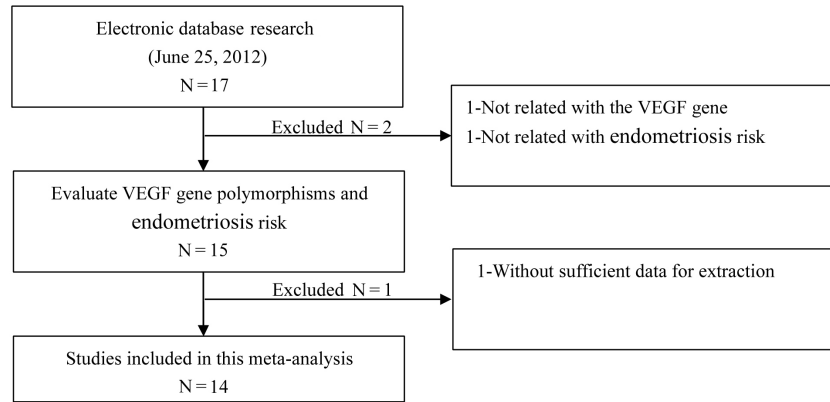 Electronic database research
(June 25, 2012)
N=17
Excluded N=2
1-Not related with the VEGF gene
1-Not related with endometriosis risk
Evaluate VEGF gene polymorphisms and
endometriosis risk
N=15
Excluded N=1
1-Without sufficient data for extraction
Studies included in this meta-analysis
N=14